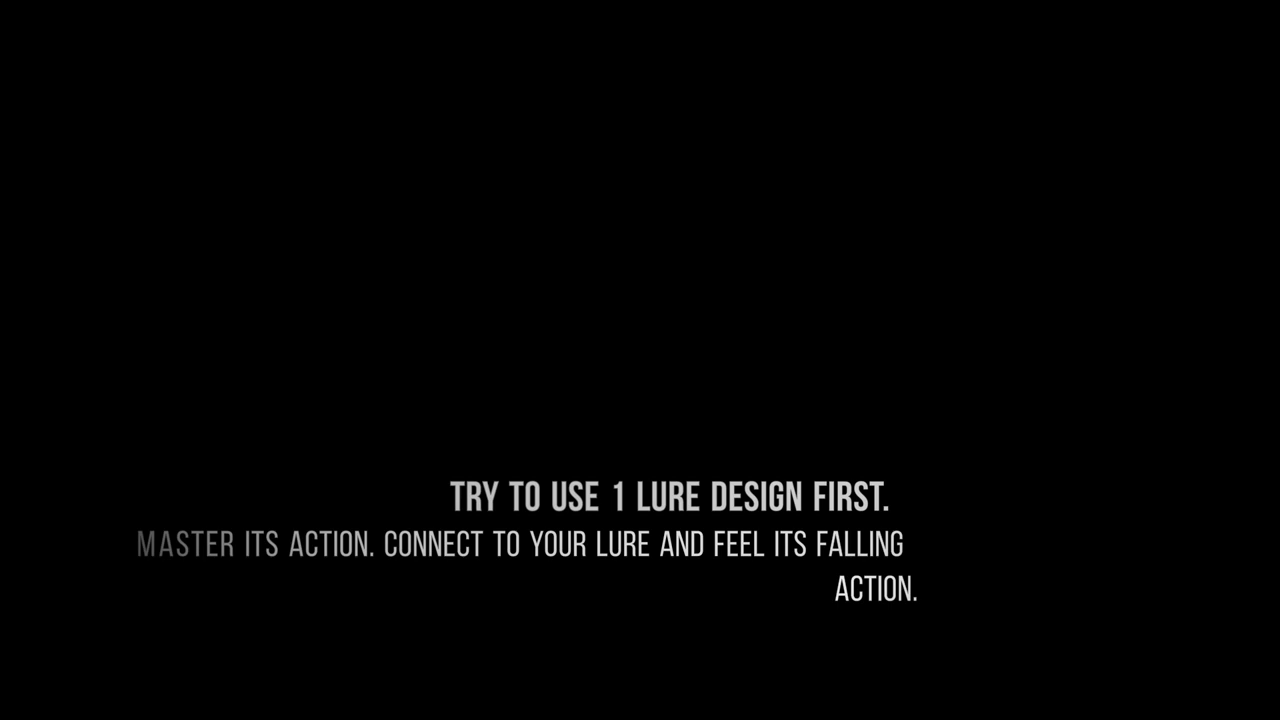 TRY TO USE 1 LURE DESIGN FIRST.
MASTER ITS ACTION. CONNECT TO YOUR LURE AND FEEL ITS FALLING
ACTION.